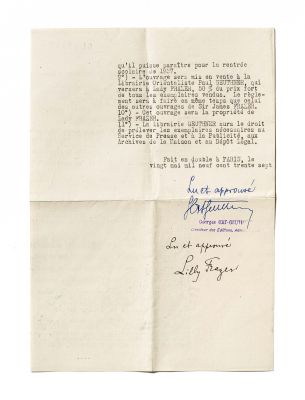 qu'il puisse paraître pour la rentrée
scolaire de 1937.
9°) - L'ouvrage sera mis en vente à la
Librairie Orientaliste Paul GEUTHNER, qui
versera à Lady FRAZER, 50 % du prix fort
de tous les exemplaires vendus. Le règle-
ment sera à faire en même temps que celui
des autres ouvrages de Sir James FRAZER.
10°) - Cet ouvrage sera la propriété de
Lady FRAZER.
11°) - La librairie GEUTHNER aura le droit
de prélever les exemplaires nécessaires au
Service de Presse et à la Publicité, aux
Archives de la Maison et au Dépôt Légal.
Fait en double à PARIS, le
vingt mai mil neuf cent trente sept
Lu et approuvé
Georges
Directeur des Éditions
Lu et approuvé
Lilly Frazer